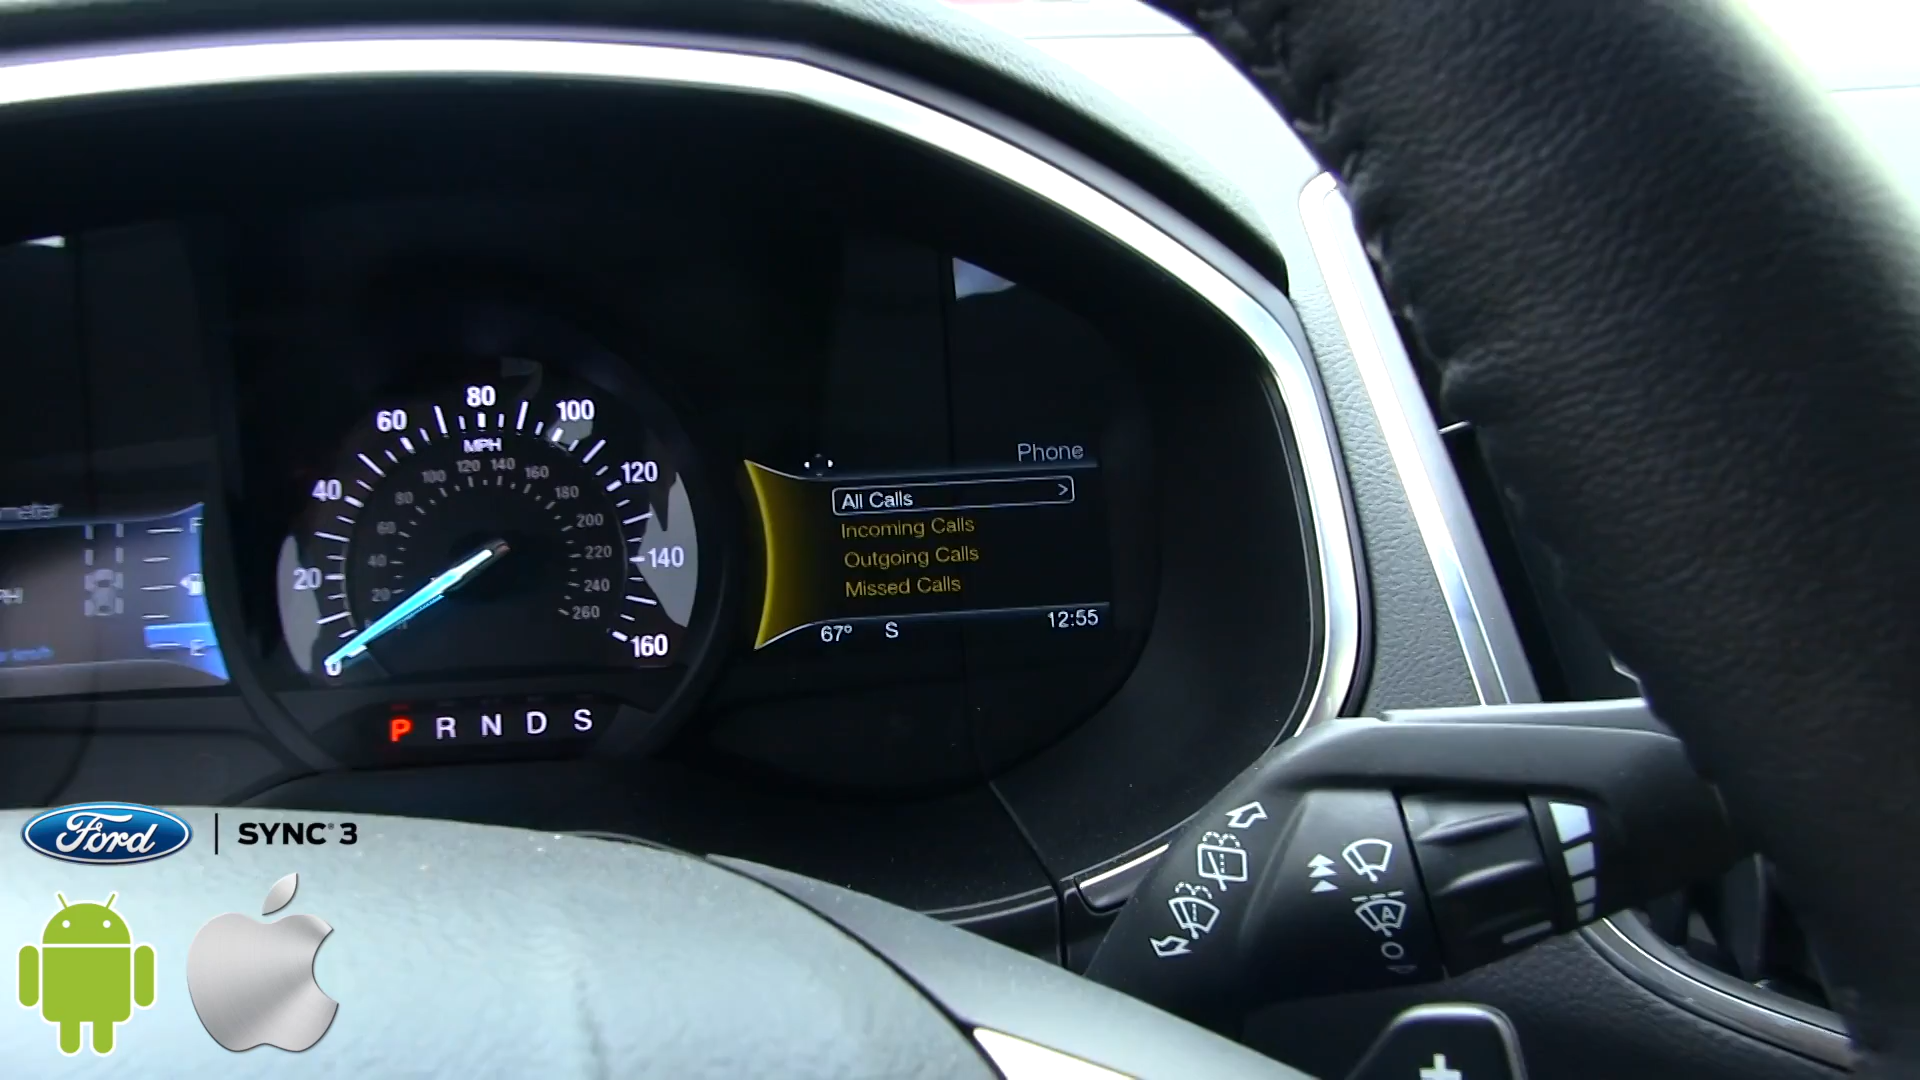 Phone
All Calls >
Incoming Calls
Outgoing Calls
Missed Calls
67° S 12:55
0 20 40 60 80 100 120 140 160
MPH
20 40 60 80 100 120 140 160 180 200 220 240 260
P R N D S
F
E
A
O
+
Ford | SYNC® 3